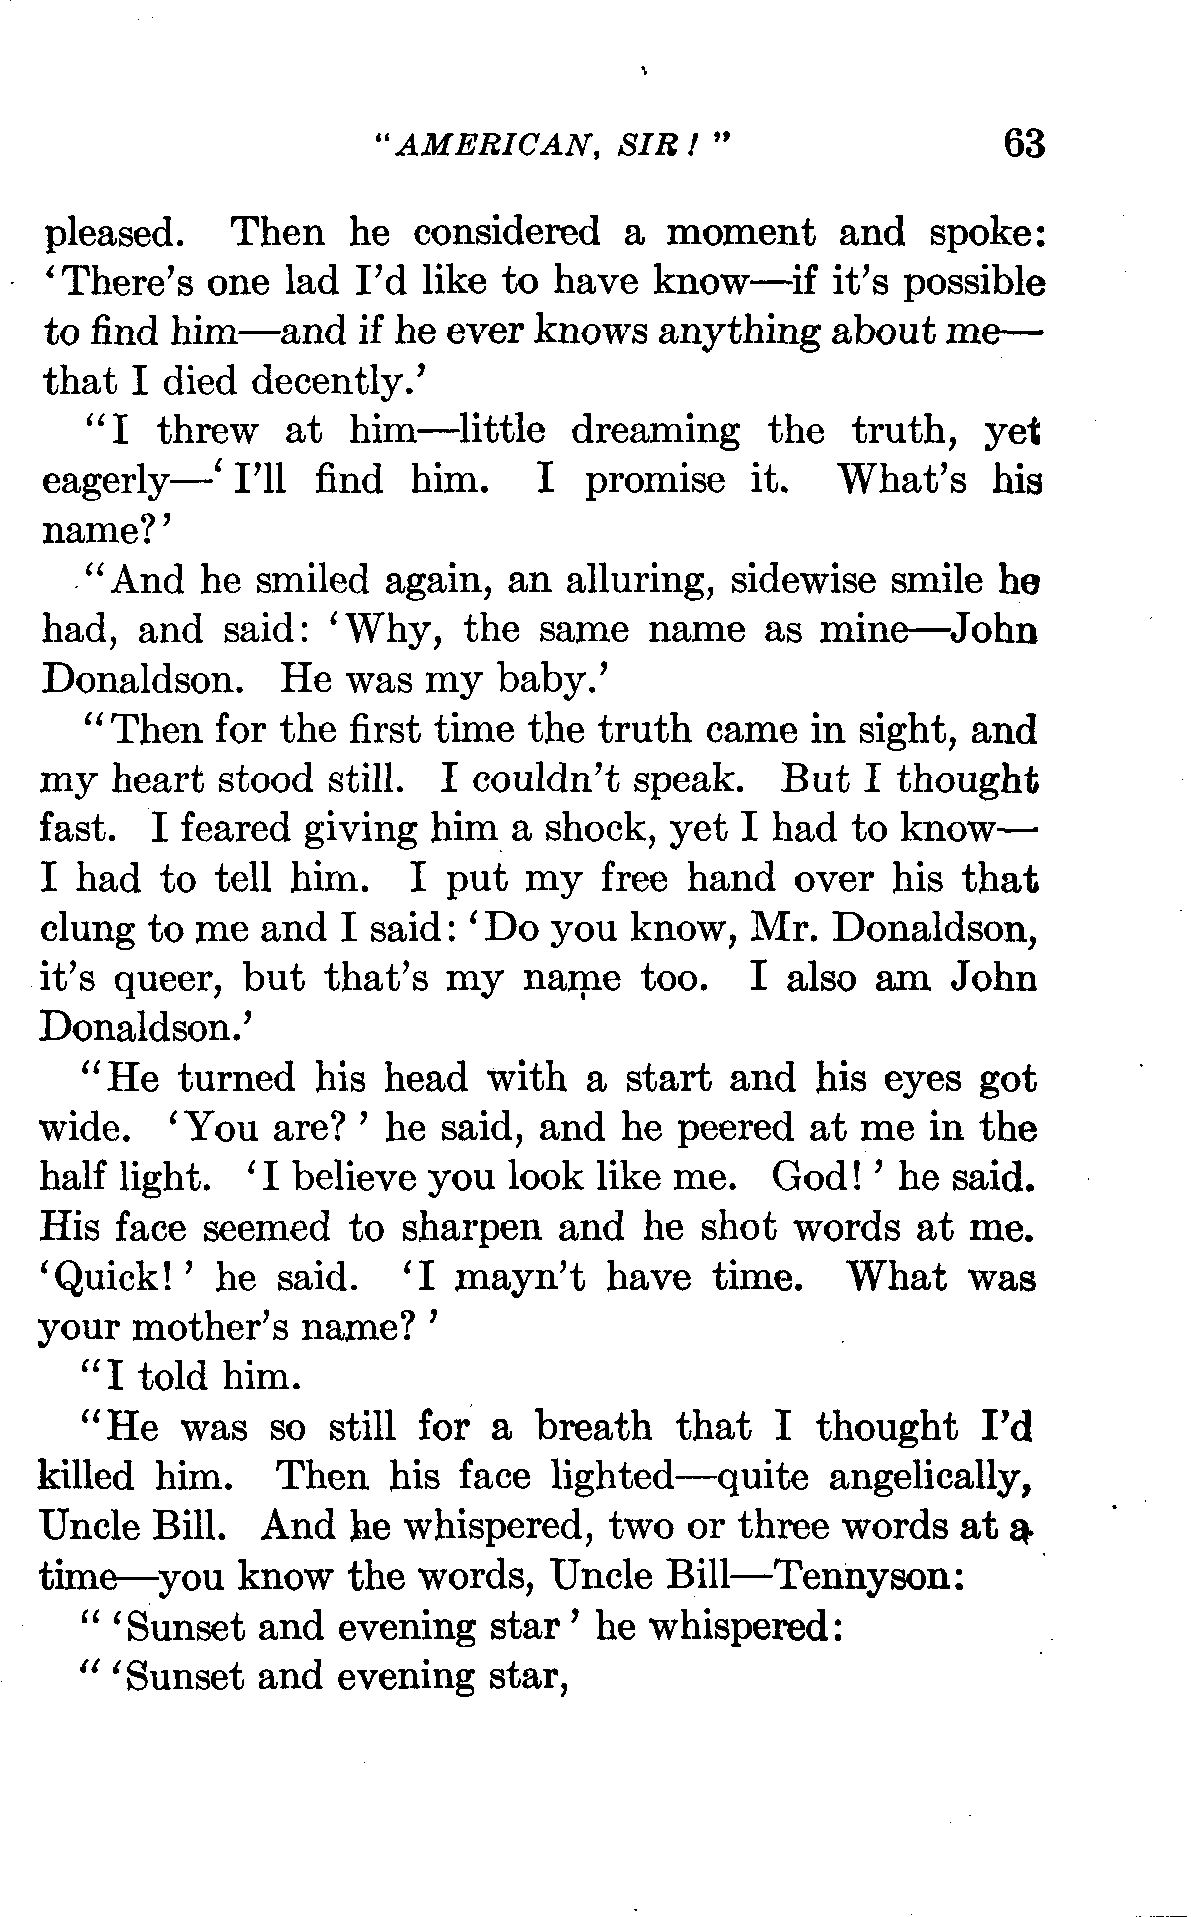 "AMERICAN, SIR!" 63
pleased. Then he considered a moment and spoke:
'There's one lad I'd like to have know—if it's possible
to find him—and if he ever knows anything about me—
that I died decently.'
"I threw at him—little dreaming the truth, yet
eagerly—'I'll find him. I promise it. What's his
name?'
"And he smiled again, an alluring, sidewise smile he
had, and said: 'Why, the same name as mine—John
Donaldson. He was my baby.'
"Then for the first time the truth came in sight, and
my heart stood still. I couldn't speak. But I thought
fast. I feared giving him a shock, yet I had to know—
I had to tell him. I put my free hand over his that
clung to me and I said: 'Do you know, Mr. Donaldson,
it's queer, but that's my name too. I also am John
Donaldson.'
"He turned his head with a start and his eyes got
wide. 'You are?' he said, and he peered at me in the
half light. 'I believe you look like me. God!' he said.
His face seemed to sharpen and he shot words at me.
'Quick!' he said. 'I mayn't have time. What was
your mother's name?'
"I told him.
"He was so still for a breath that I thought I'd
killed him. Then his face lighted—quite angelically,
Uncle Bill. And he whispered, two or three words at a
time—you know the words, Uncle Bill—Tennyson:
"'Sunset and evening star' he whispered:
"'Sunset and evening star,